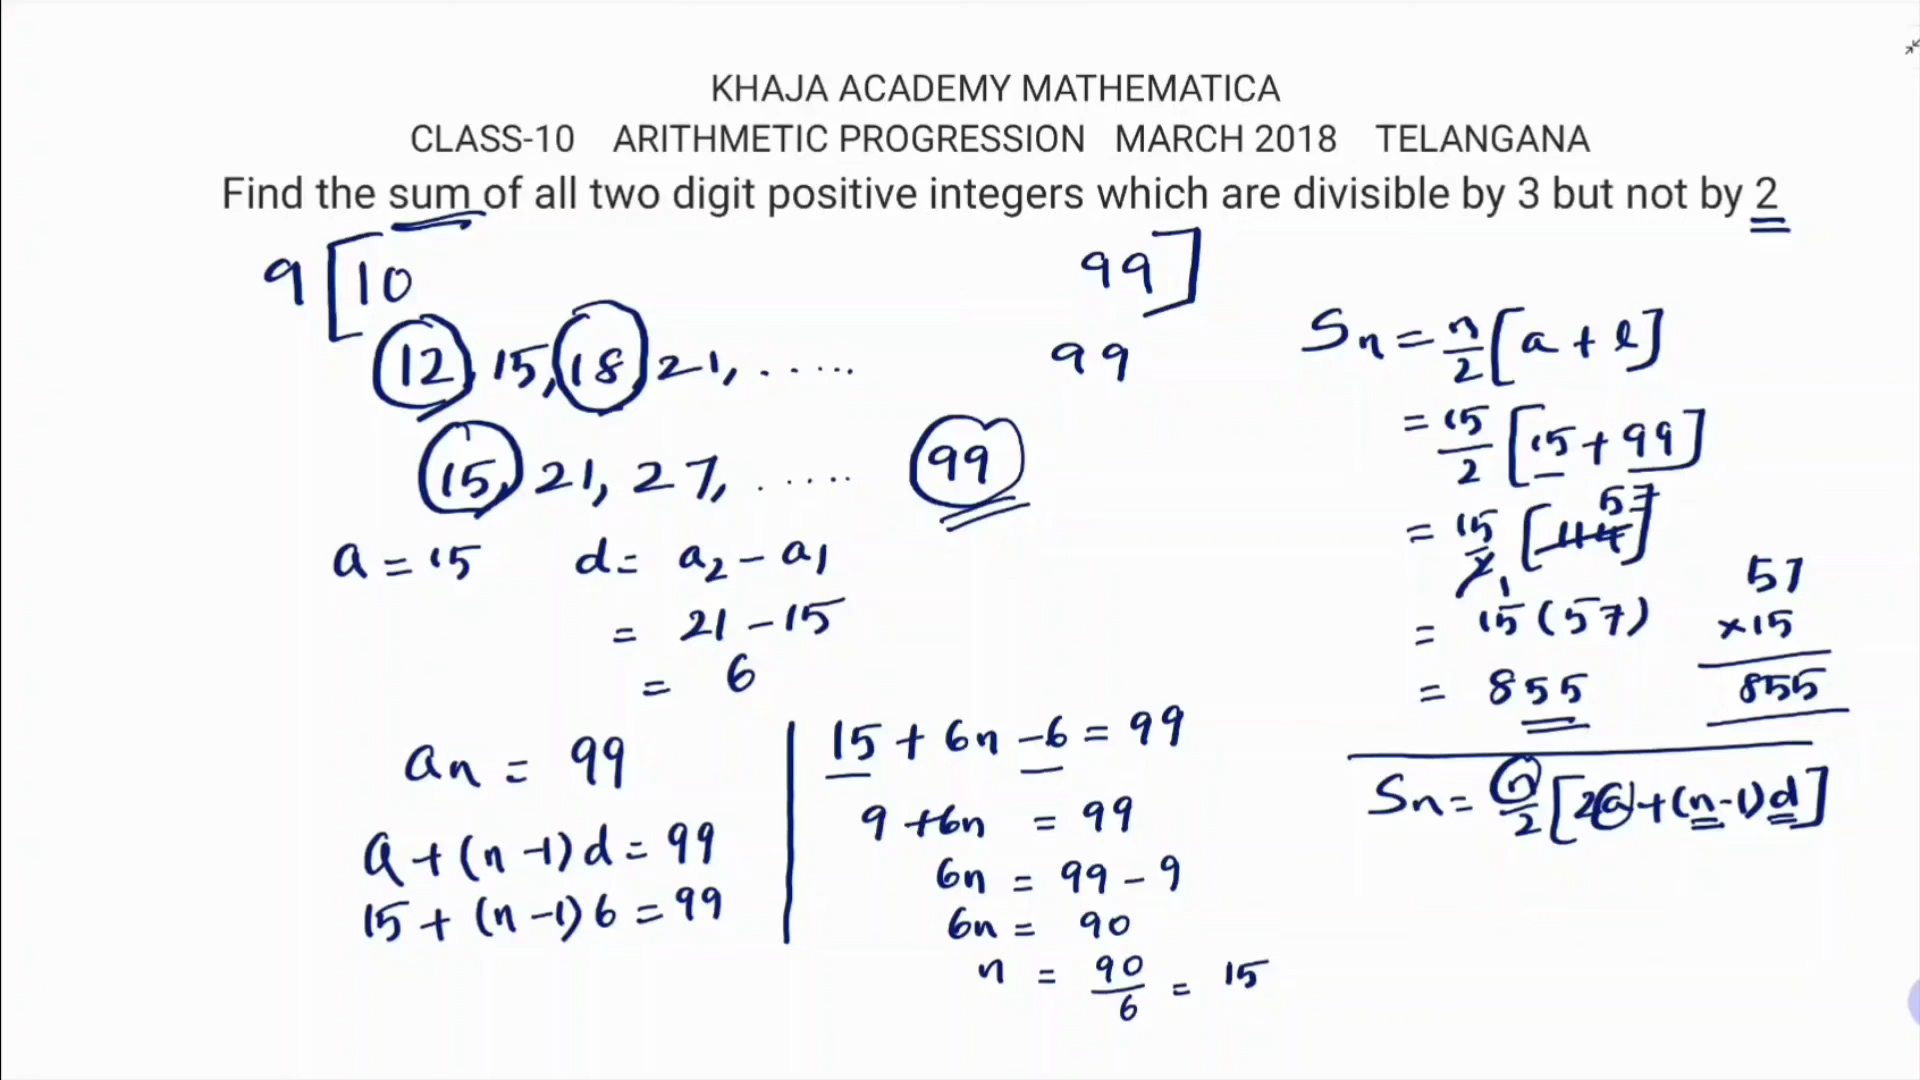 KHAJA ACADEMY MATHEMATICA
CLASS-10 ARITHMETIC PROGRESSION MARCH 2018 TELANGANA
Find the sum of all two digit positive integers which are divisible by 3 but not by 2
9 [10 99]
12, 15, 18, 21, ..... 99
15, 21, 27, ..... 99
a = 15 d = a₂ - a₁
= 21 - 15
= 6
an = 99
a + (n-1)d = 99
15 + (n-1)6 = 99
15 + 6n - 6 = 99
9 + 6n = 99
6n = 99 - 9
6n = 90
n = 90/6 = 15
Sn = n/2 [a + l]
= 15/2 [15 + 99]
= 15/2 [114] 57
1
= 15(57)
= 855
57
×15
855
Sn = n/2 [2a + (n-1)d]